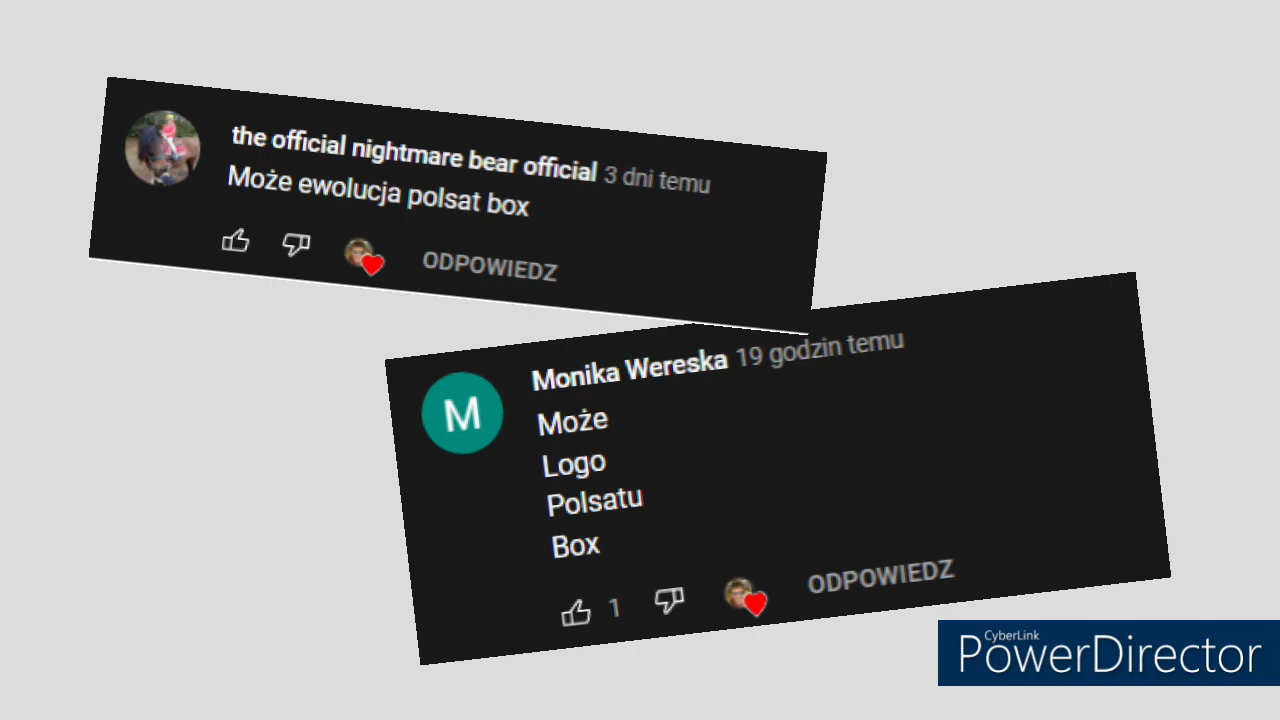 the official nightmare bear official 3 dni temu
Może ewolucja polsat box
ODPOWIEDZ
Monika Wereska 19 godzin temu
M
Może
Logo
Polsatu
Box
1
ODPOWIEDZ
CyberLink
PowerDirector